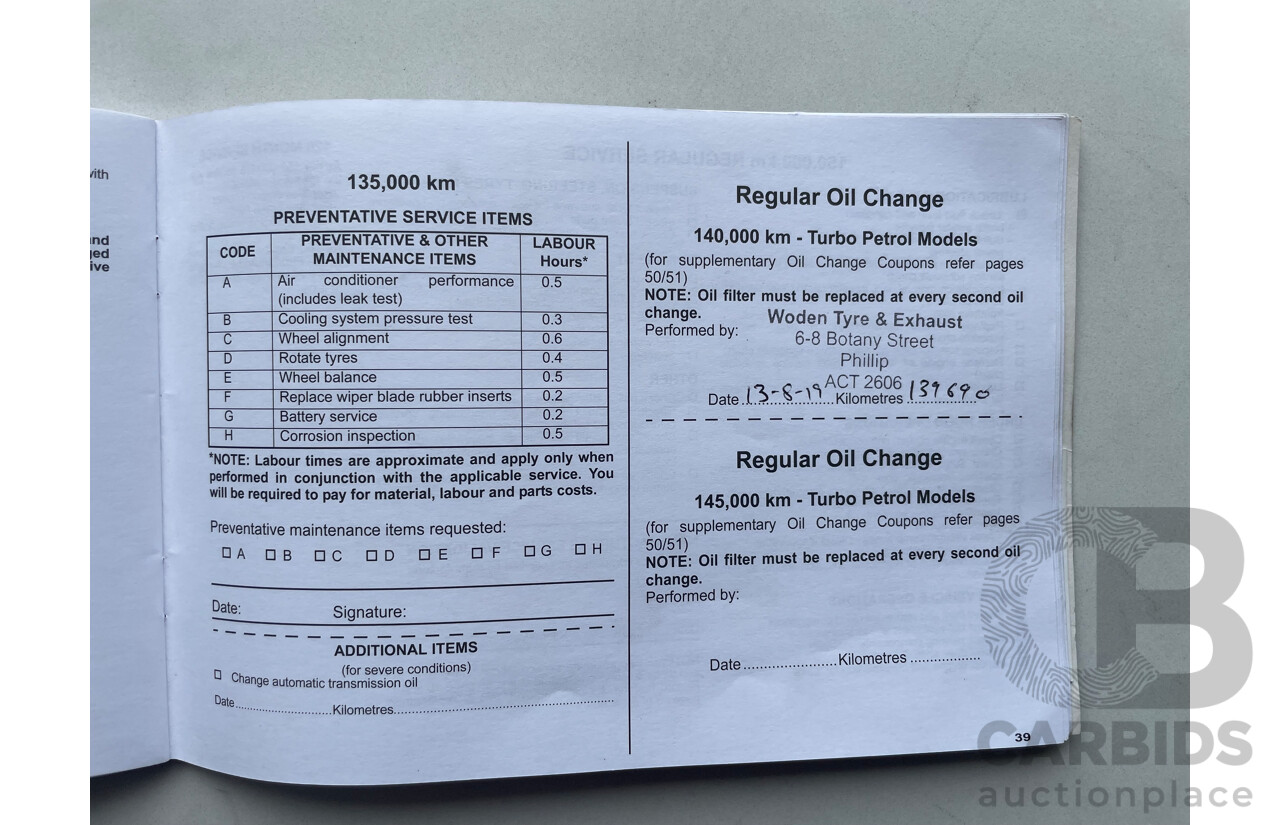 with
and
ged
ive
135,000 km
PREVENTATIVE SERVICE ITEMS
CODE PREVENTATIVE & OTHER MAINTENANCE ITEMS LABOUR Hours*
A Air conditioner performance (includes leak test) 0.5
B Cooling system pressure test 0.3
C Wheel alignment 0.6
D Rotate tyres 0.4
E Wheel balance 0.5
F Replace wiper blade rubber inserts 0.2
G Battery service 0.2
H Corrosion inspection 0.5
*NOTE: Labour times are approximate and apply only when
performed in conjunction with the applicable service. You
will be required to pay for material, labour and parts costs.
Preventative maintenance items requested:
☐ A ☐ B ☐ C ☐ D ☐ E ☐ F ☐ G ☐ H
Date: Signature:
ADDITIONAL ITEMS
(for severe conditions)
☐ Change automatic transmission oil
Date.........................Kilometres.........................................................
Regular Oil Change
140,000 km - Turbo Petrol Models
(for supplementary Oil Change Coupons refer pages
50/51)
NOTE: Oil filter must be replaced at every second oil
change.
Performed by:
Woden Tyre & Exhaust
6-8 Botany Street
Phillip
ACT 2606
Date 13-8-19 Kilometres 139690
Regular Oil Change
145,000 km - Turbo Petrol Models
(for supplementary Oil Change Coupons refer pages
50/51)
NOTE: Oil filter must be replaced at every second oil
change.
Performed by:
Date.......................Kilometres .................
39
CB
CARBIDS
auctionplace